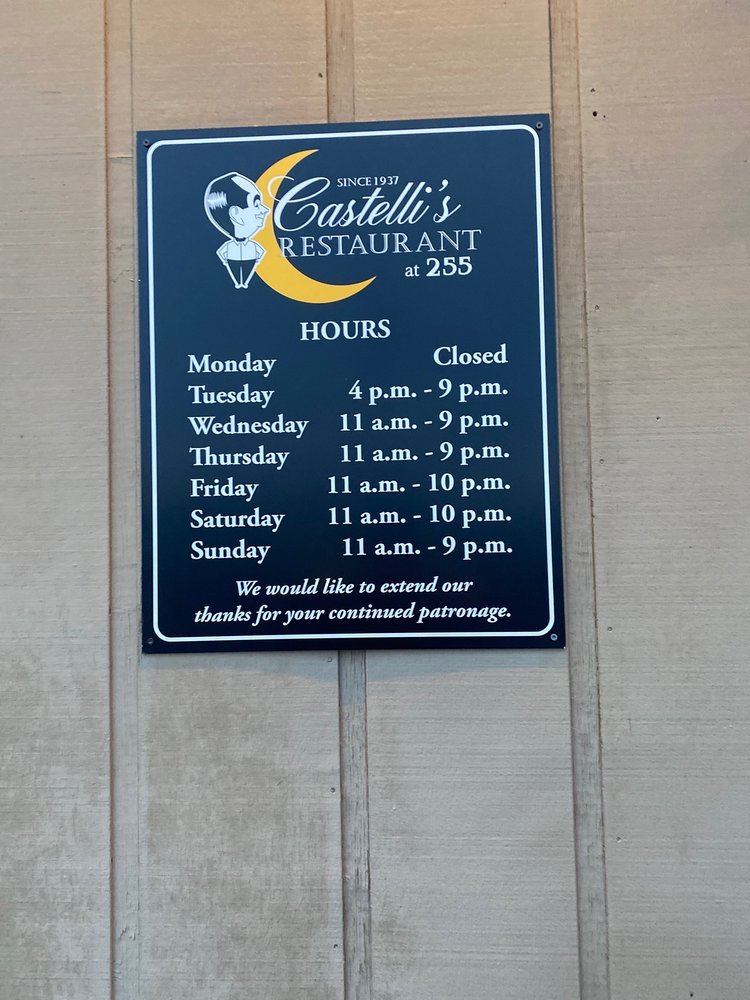 SINCE 1937
Castelli's
RESTAURANT
at 255
HOURS
Monday Closed
Tuesday 4 p.m. - 9 p.m.
Wednesday 11 a.m. - 9 p.m.
Thursday 11 a.m. - 9 p.m.
Friday 11 a.m. - 10 p.m.
Saturday 11 a.m. - 10 p.m.
Sunday 11 a.m. - 9 p.m.
We would like to extend our
thanks for your continued patronage.